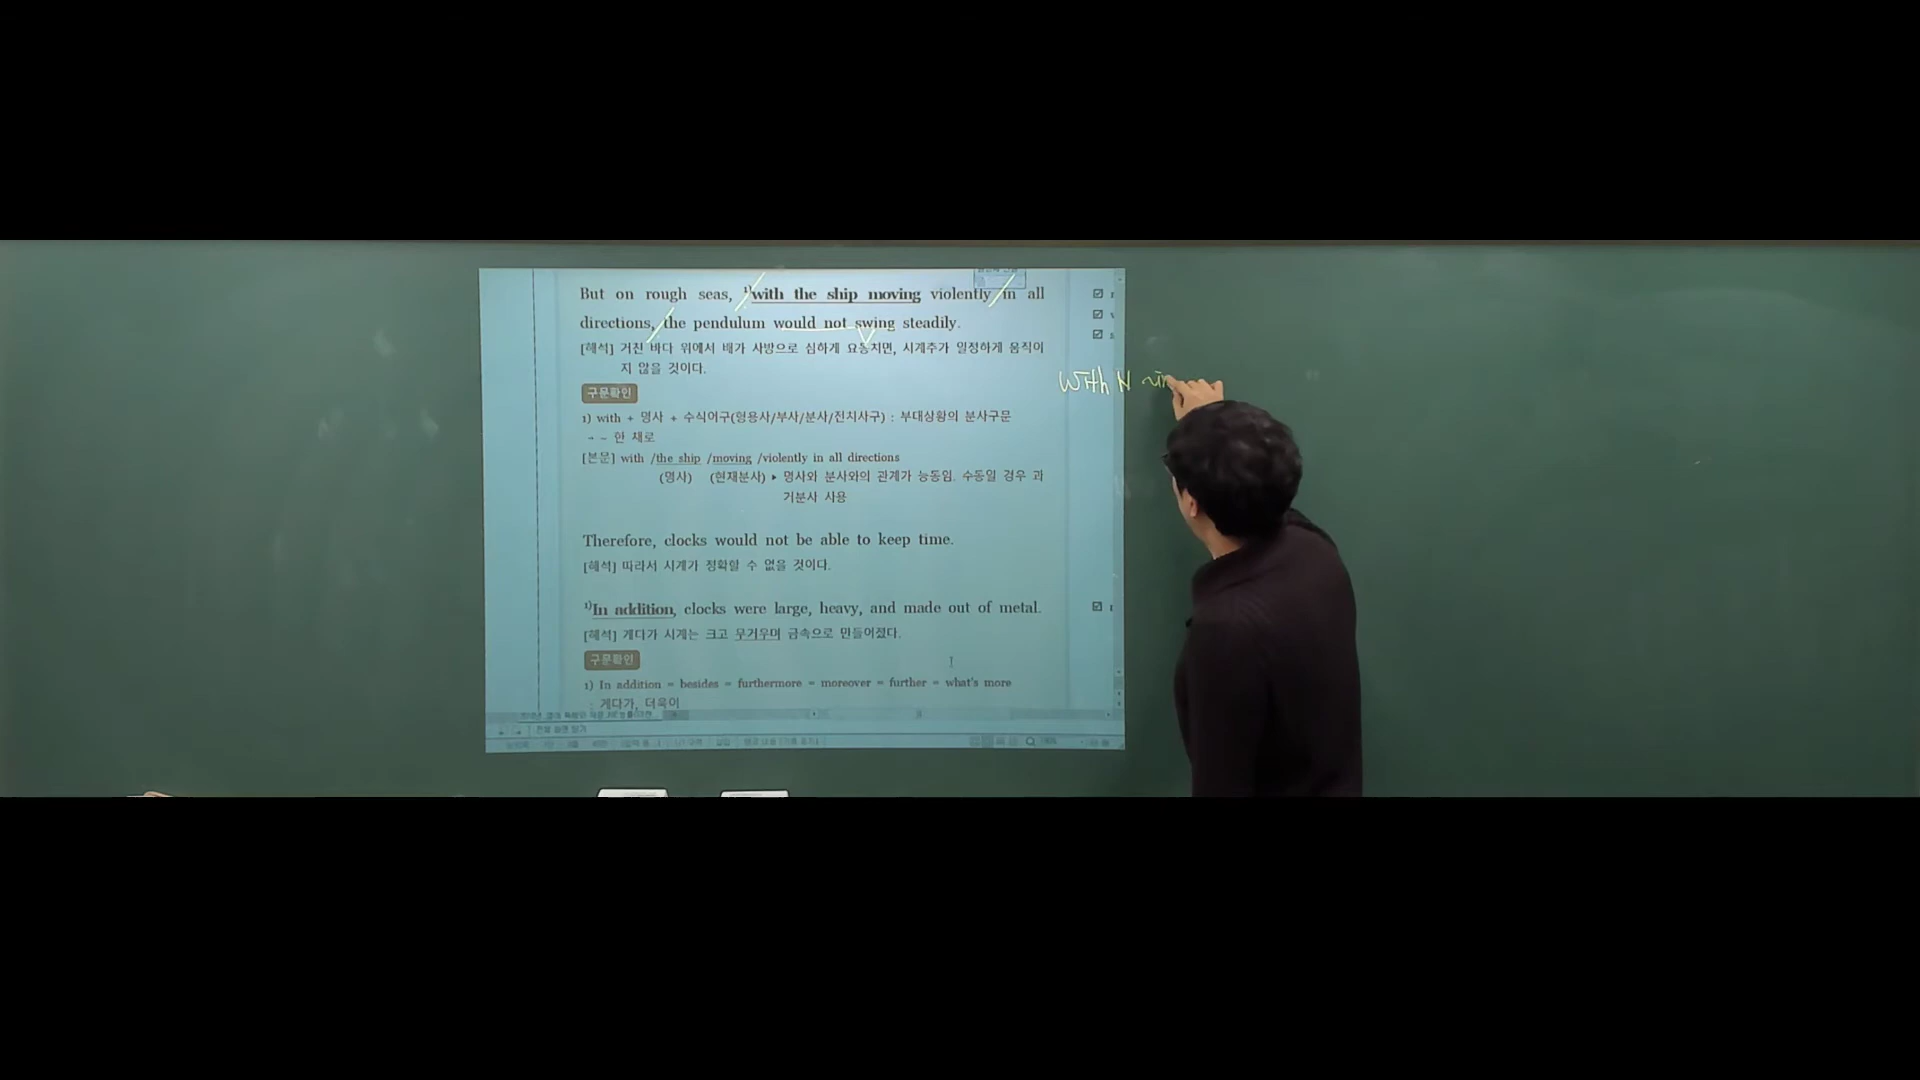 But on rough seas, 1)with the ship moving violently in all
directions, the pendulum would not swing steadily.
[해석] 거친 바다 위에서 배가 사방으로 심하게 요동치면, 시계추가 일정하게 움직이
지 않을 것이다.
with N
구문확인
1) with + 명사 + 수식어구(형용사/부사/분사/전치사구) : 부대상황의 분사구문
→ ~ 한 채로
[본문] with /the ship /moving /violently in all directions
(명사) (현재분사) ▸ 명사와 분사와의 관계가 능동임. 수동일 경우 과
거분사 사용
Therefore, clocks would not be able to keep time.
[해석] 따라서 시계가 정확할 수 없을 것이다.
1)In addition, clocks were large, heavy, and made out of metal.
[해석] 게다가 시계는 크고 무거우며 금속으로 만들어졌다.
구문확인
1) In addition = besides = furthermore = moreover = further = what's more
: 게다가, 더욱이